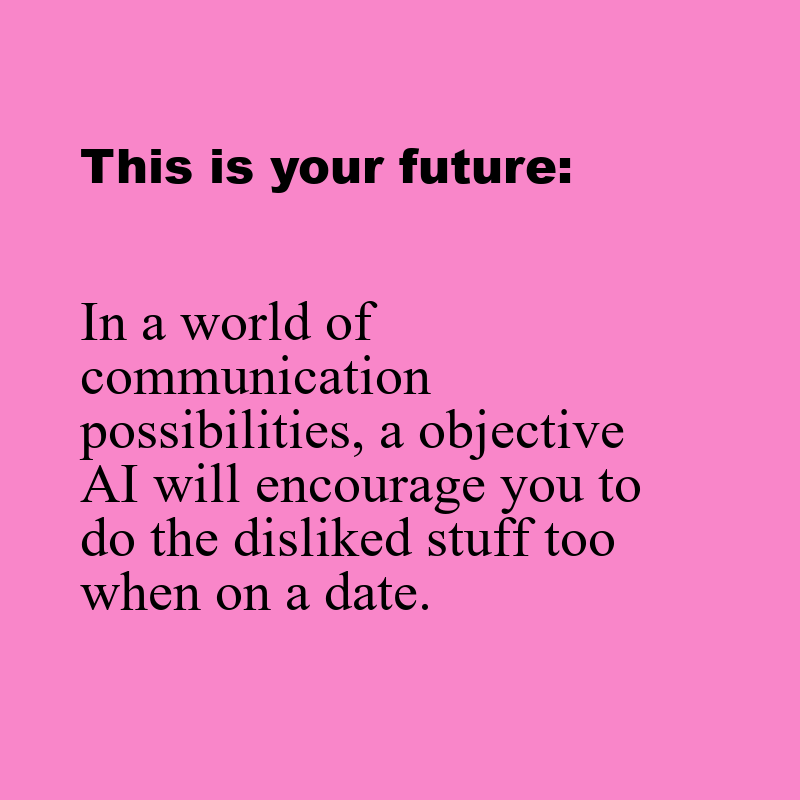 This is your future:
In a world of
communication
possibilities, a objective
AI will encourage you to
do the disliked stuff too
when on a date.